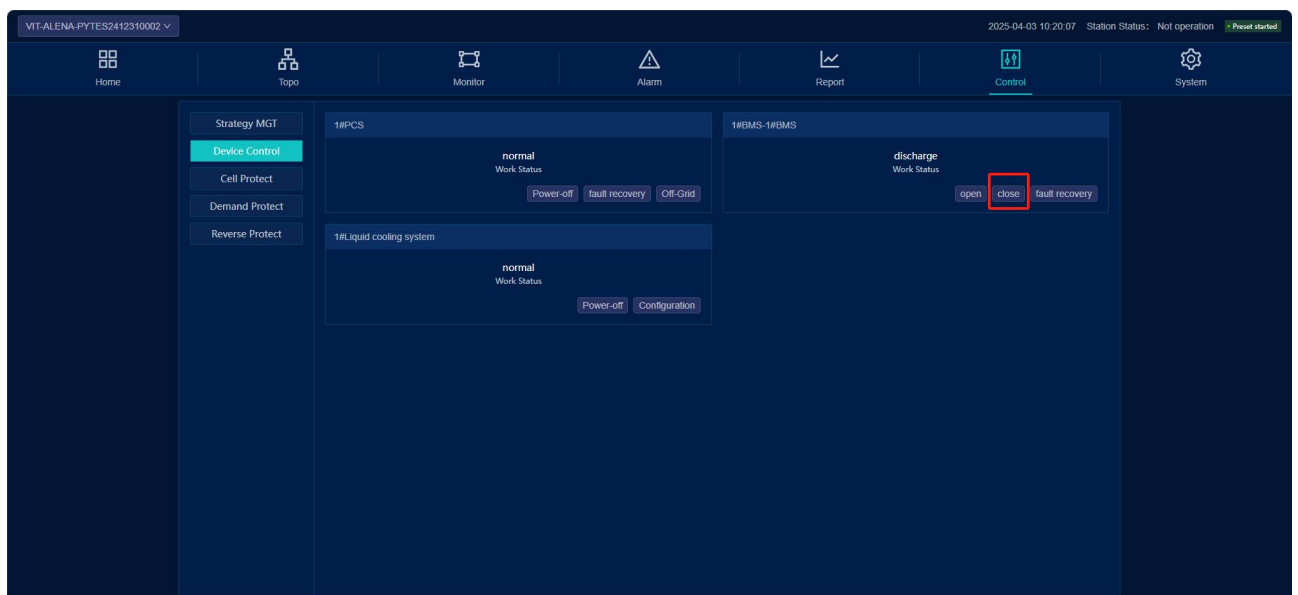 VIT-ALENA-PYTES2412310002
2025-04-03 10:20:07 Station Status: Not operation Preset started
Home Topo Monitor Alarm Report Control System
Strategy MGT
Device Control
Cell Protect
Demand Protect
Reverse Protect
1#PCS
normal
Work Status
Power-off fault recovery Off-Grid
1#BMS-1#BMS
discharge
Work Status
open close fault recovery
1#Liquid cooling system
normal
Work Status
Power-off Configuration